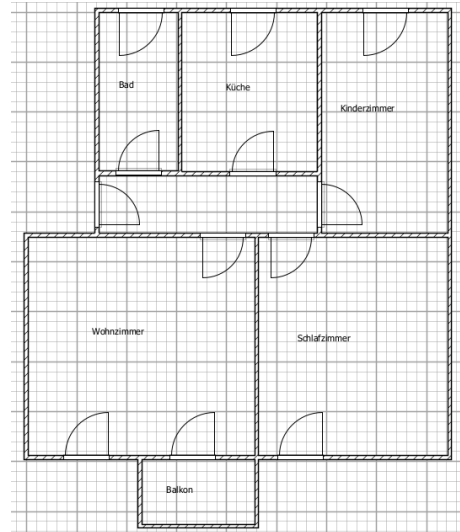 Bad
Küche
Kinderzimmer
Wohnzimmer
Schlafzimmer
Balkon